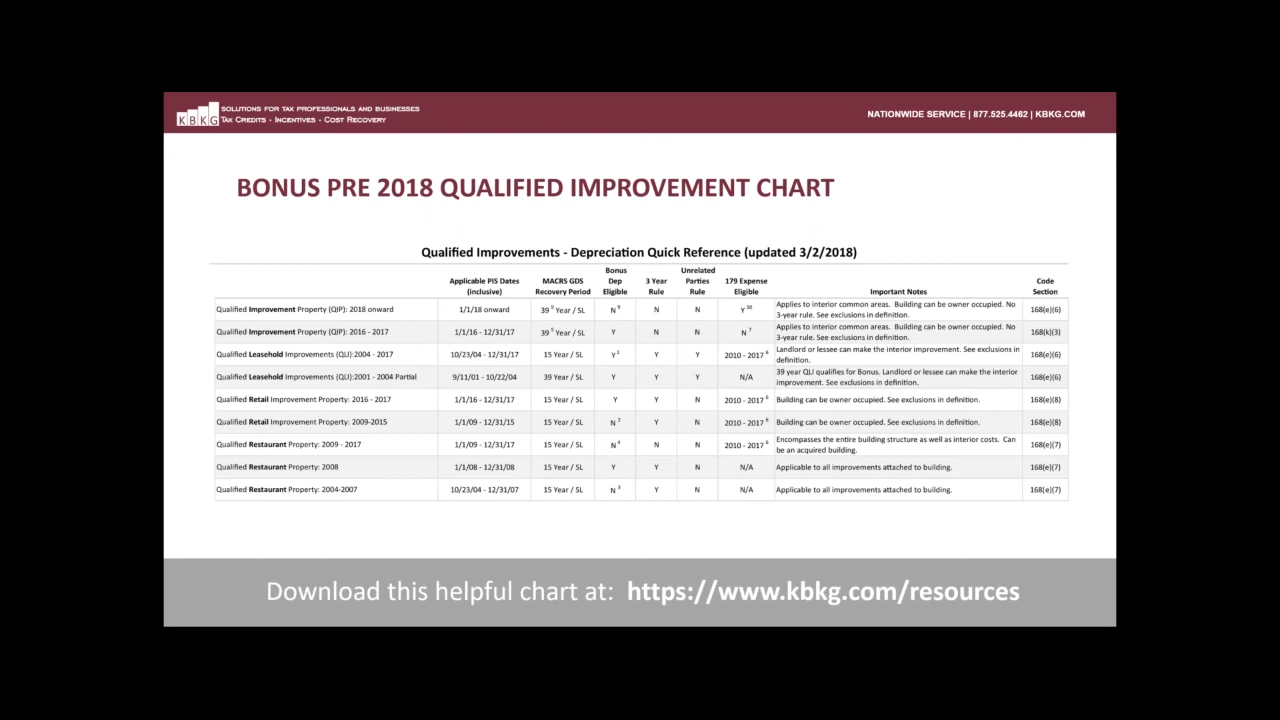 KBKG
SOLUTIONS FOR TAX PROFESSIONALS AND BUSINESSES
TAX CREDITS · INCENTIVES · COST RECOVERY
NATIONWIDE SERVICE | 877.525.4462 | KBKG.COM
BONUS PRE 2018 QUALIFIED IMPROVEMENT CHART
Qualified Improvements - Depreciation Quick Reference (updated 3/2/2018)
Applicable PIS Dates (inclusive) MACRS GDS Recovery Period Bonus Dep Eligible 3 Year Rule Unrelated Parties Rule 179 Expense Eligible Important Notes Code Section
Qualified Improvement Property (QIP): 2018 onward 1/1/18 onward 39 ⁹ Year / SL N ⁹ N N Y ¹⁰ Applies to interior common areas. Building can be owner occupied. No 3-year rule. See exclusions in definition. 168(e)(6)
Qualified Improvement Property (QIP): 2016 - 2017 1/1/16 - 12/31/17 39 ⁵ Year / SL Y N N N ⁷ Applies to interior common areas. Building can be owner occupied. No 3-year rule. See exclusions in definition. 168(k)(3)
Qualified Leasehold Improvements (QLI):2004 - 2017 10/23/04 - 12/31/17 15 Year / SL Y ¹ Y Y 2010 - 2017 ⁶ Landlord or lessee can make the interior improvement. See exclusions in definition. 168(e)(6)
Qualified Leasehold Improvements (QLI):2001 - 2004 Partial 9/11/01 - 10/22/04 39 Year / SL Y Y Y N/A 39 year QLI qualifies for Bonus. Landlord or lessee can make the interior improvement. See exclusions in definition. 168(e)(6)
Qualified Retail Improvement Property: 2016 - 2017 1/1/16 - 12/31/17 15 Year / SL Y Y N 2010 - 2017 ⁶ Building can be owner occupied. See exclusions in definition. 168(e)(8)
Qualified Retail Improvement Property: 2009-2015 1/1/09 - 12/31/15 15 Year / SL N ² Y N 2010 - 2017 ⁶ Building can be owner occupied. See exclusions in definition. 168(e)(8)
Qualified Restaurant Property: 2009 - 2017 1/1/09 - 12/31/17 15 Year / SL N ⁴ N N 2010 - 2017 ⁶ Encompasses the entire building structure as well as interior costs. Can be an acquired building. 168(e)(7)
Qualified Restaurant Property: 2008 1/1/08 - 12/31/08 15 Year / SL Y Y N N/A Applicable to all improvements attached to building. 168(e)(7)
Qualified Restaurant Property: 2004-2007 10/23/04 - 12/31/07 15 Year / SL N ³ Y N N/A Applicable to all improvements attached to building. 168(e)(7)
Download this helpful chart at: https://www.kbkg.com/resources